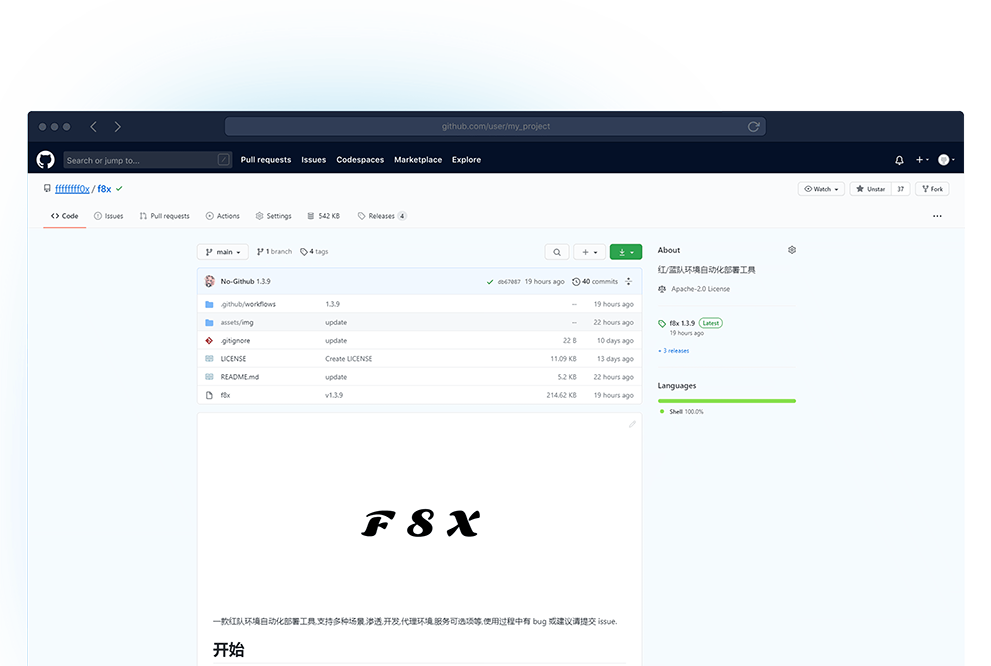 github.com/user/my_project
Search or jump to... / Pull requests Issues Codespaces Marketplace Explore
ffffffff0x / f8x Watch Unstar 37 Fork
Code Issues Pull requests Actions Settings 542 KB Releases 4
main 1 branch 4 tags About
红/蓝队环境自动化部署工具
No-Github 1.3.9 db67087 19 hours ago 40 commits Apache-2.0 License
.github/workflows 1.3.9 — 19 hours ago
assets/img update — 22 hours ago f8x 1.3.9 Latest
19 hours ago
.gitignore update 22 B 10 days ago
+ 3 releases
LICENSE Create LICENSE 11.09 KB 13 days ago
README.md update 5.2 KB 22 hours ago Languages
f8x v1.3.9 214.62 KB 19 hours ago
Shell 100.0%
F8X
一款红队环境自动化部署工具,支持多种场景,渗透,开发,代理环境,服务可选项等,使用过程中有 bug 或建议请提交 issue.
开始